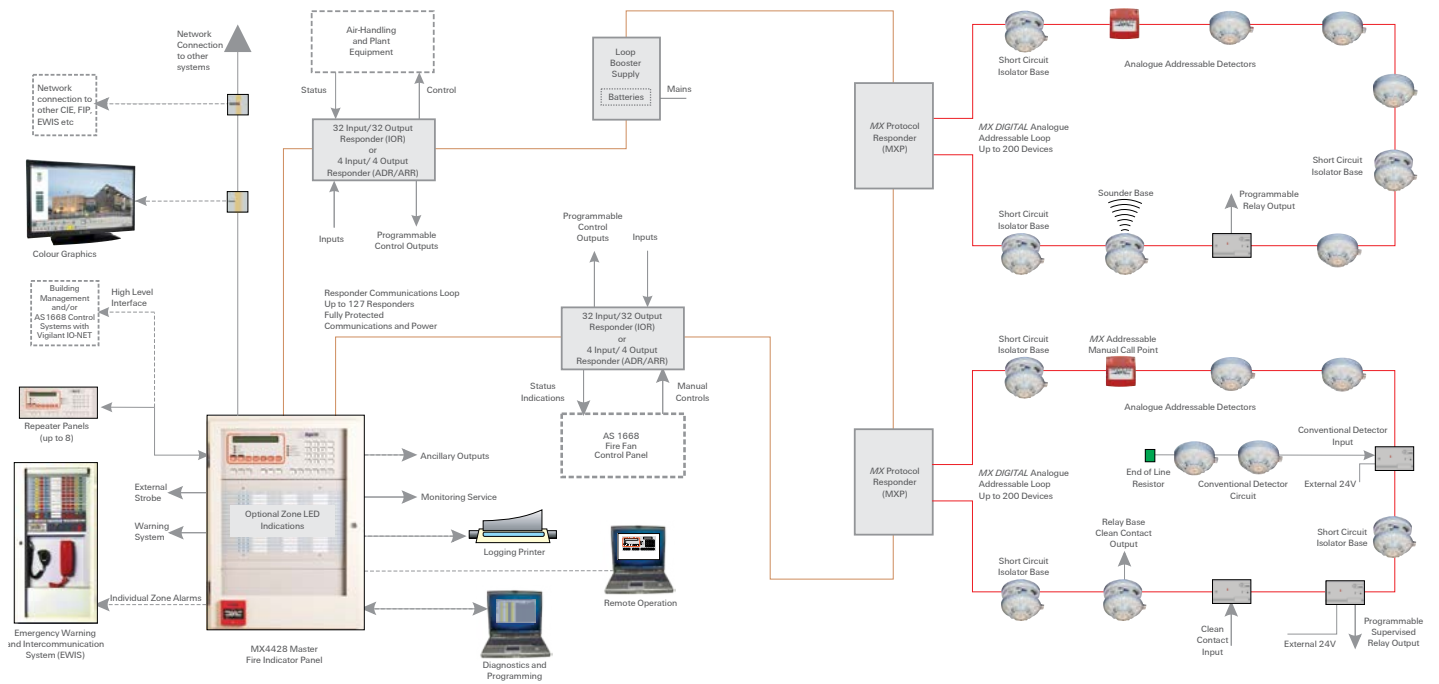 Network
Connection
to other
systems
Network
connection to
other CIE, FIP,
EWIS etc
Colour Graphics
Building
Management
and/or
AS1668 Control
Systems with
Vigilant IO-NET
High Level
Interface
Repeater Panels
(up to 8)
Emergency Warning
and Intercommunication
System (EWIS)
External
Strobe
Warning
System
Individual Zone Alarms
Optional Zone LED
Indications
MX4428 Master
Fire Indicator Panel
Ancillary Outputs
Monitoring Service
Logging Printer
Remote Operation
Diagnostics and
Programming
Air-Handling
and Plant
Equipment
Status
Control
32 Input/32 Output
Responder (IOR)
or
4 Input/ 4 Output
Responder (ADR/ARR)
Inputs
Programmable
Control Outputs
Responder Communications Loop
Up to 127 Responders
Fully Protected
Communications and Power
Programmable
Control
Outputs
Inputs
32 Input/32 Output
Responder (IOR)
or
4 Input/ 4 Output
Responder (ADR/ARR)
Status
Indications
Manual
Controls
AS 1668
Fire Fan
Control Panel
Loop
Booster
Supply
Batteries
Mains
MX Protocol
Responder
(MXP)
MX DIGITAL Analogue
Addressable Loop
Up to 200 Devices
Short Circuit
Isolator Base
Analogue Addressable Detectors
Short Circuit
Isolator Base
Short Circuit
Isolator Base
Sounder Base
Programmable
Relay Output
MX Protocol
Responder
(MXP)
MX DIGITAL Analogue
Addressable Loop
Up to 200 Devices
Short Circuit
Isolator Base
MX Addressable
Manual Call Point
Analogue Addressable Detectors
Conventional Detector
Input
End of Line
Resistor
Conventional Detector
Circuit
External 24V
Short Circuit
Isolator Base
Short Circuit
Isolator Base
Relay Base
Clean Contact
Output
Clean
Contact
Input
External 24V
Programmable
Supervised
Relay Output